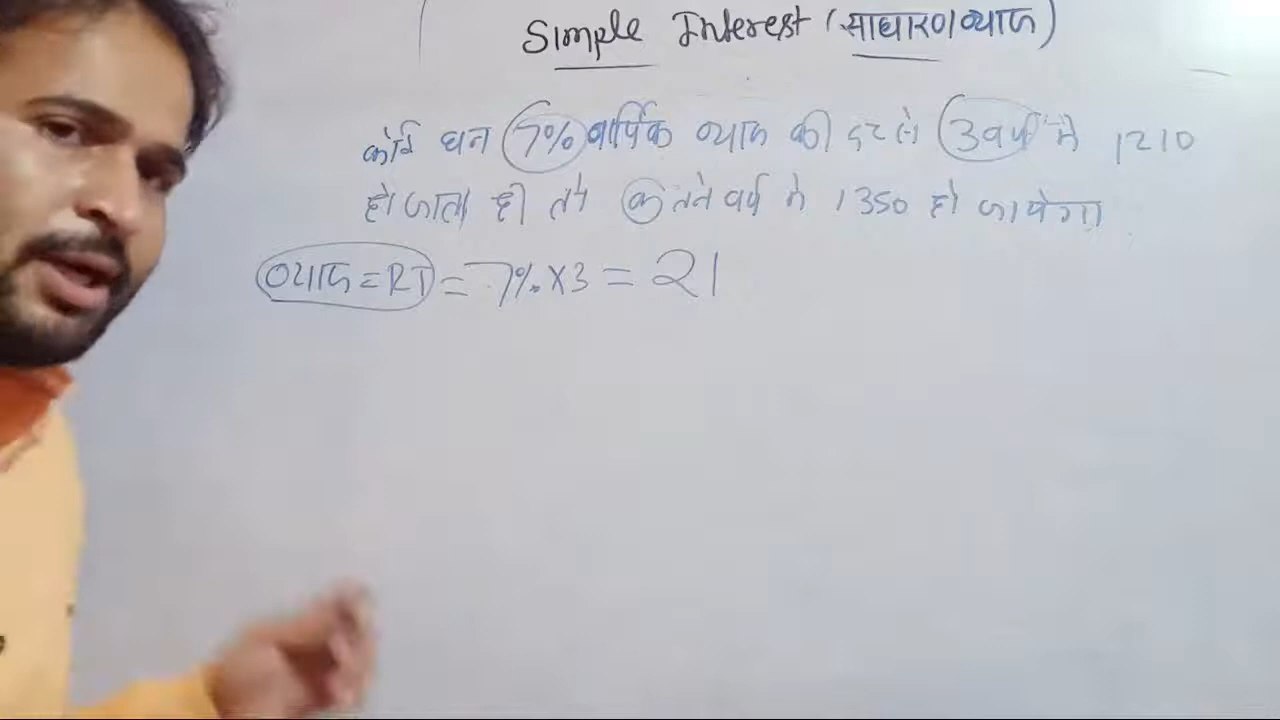 Simple Interest (साधारण ब्याज)
कोई धन 7% वार्षिक ब्याज की दर से 3 वर्ष में 1210
हो जाता है तो कितने वर्ष में 1350 हो जायेगा
ब्याज = RT = 7% × 3 = 21